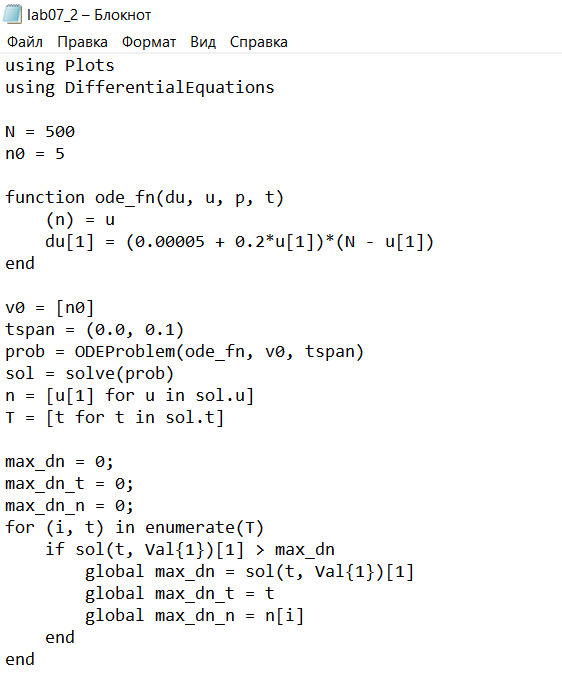 lab07_2 – Блокнот
Файл Правка Формат Вид Справка
using Plots
using DifferentialEquations

N = 500
n0 = 5

function ode_fn(du, u, p, t)
    (n) = u
    du[1] = (0.00005 + 0.2*u[1])*(N - u[1])
end

v0 = [n0]
tspan = (0.0, 0.1)
prob = ODEProblem(ode_fn, v0, tspan)
sol = solve(prob)
n = [u[1] for u in sol.u]
T = [t for t in sol.t]

max_dn = 0;
max_dn_t = 0;
max_dn_n = 0;
for (i, t) in enumerate(T)
    if sol(t, Val{1})[1] > max_dn
        global max_dn = sol(t, Val{1})[1]
        global max_dn_t = t
        global max_dn_n = n[i]
    end
end